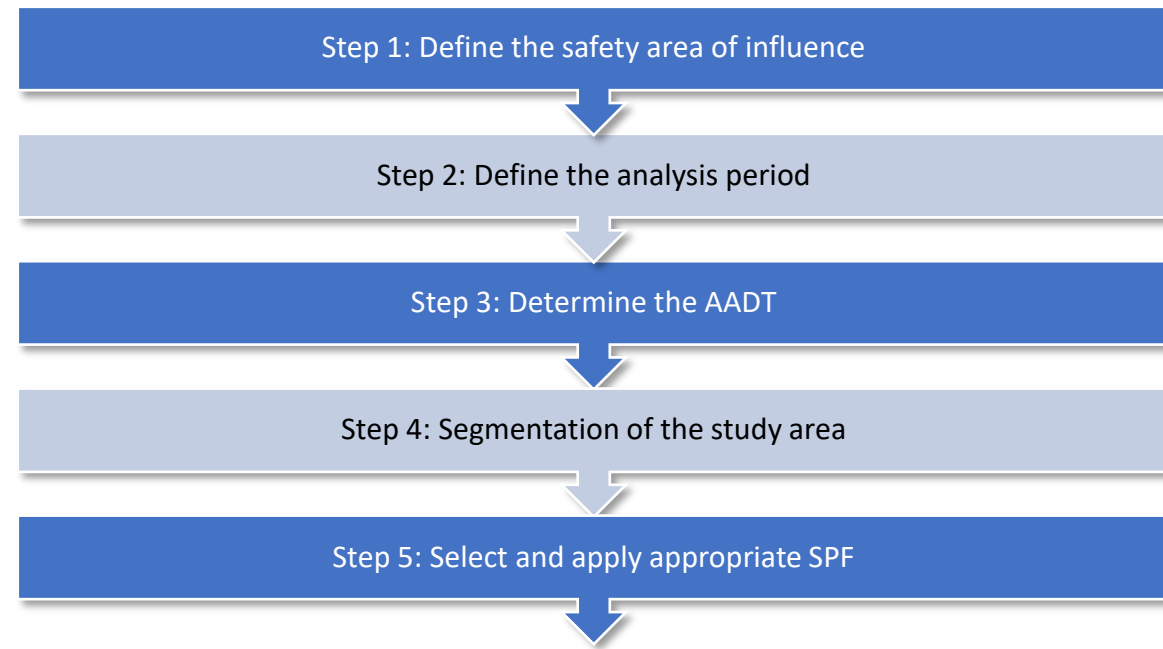 Step 1: Define the safety area of influence
Step 2: Define the analysis period
Step 3: Determine the AADT
Step 4: Segmentation of the study area
Step 5: Select and apply appropriate SPF